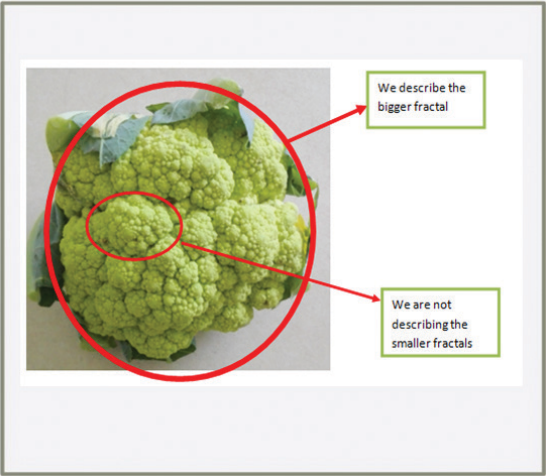 We describe the
bigger fractal
We are not
describing the
smaller fractals